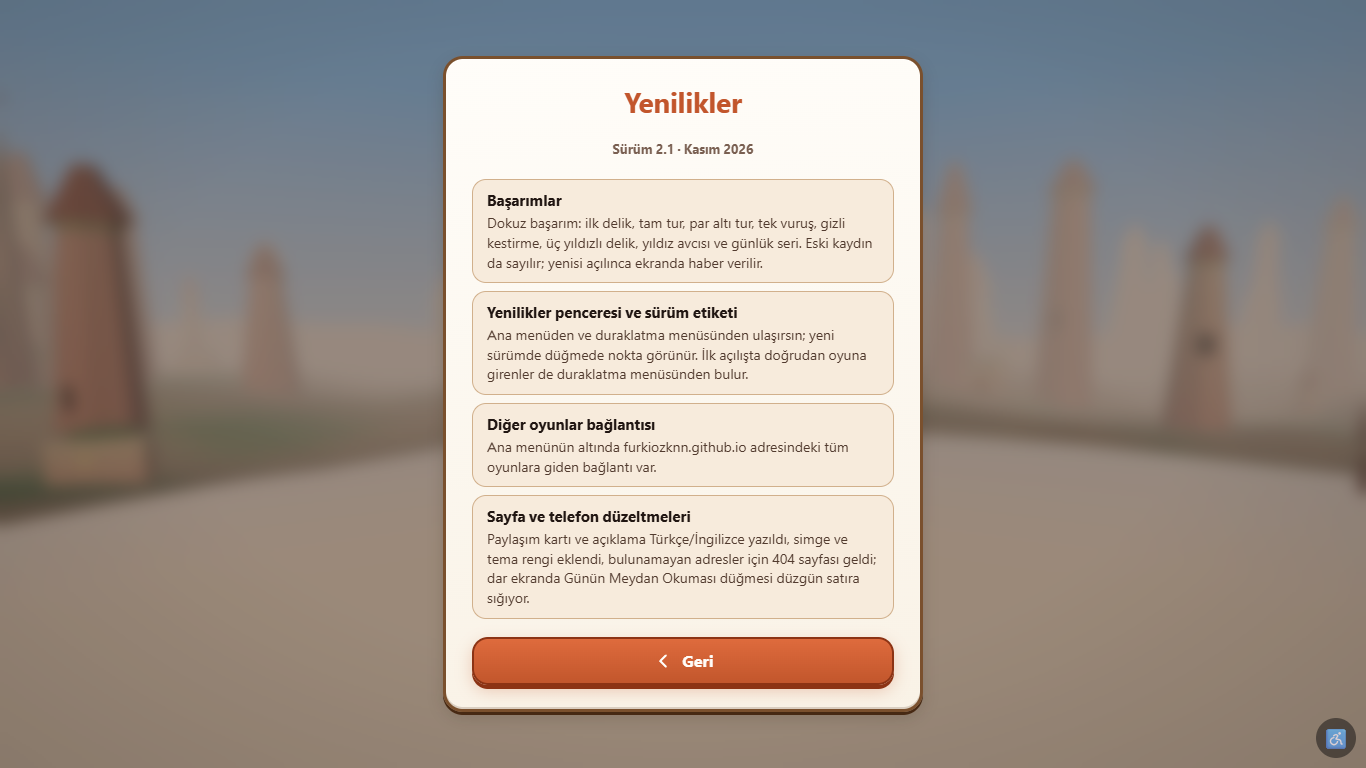 Yenilikler
Sürüm 2.1 · Kasım 2026
Başarımlar
Dokuz başarım: ilk delik, tam tur, par altı tur, tek vuruş, gizli
kestirme, üç yıldızlı delik, yıldız avcısı ve günlük seri. Eski kaydın
da sayılır; yenisi açılınca ekranda haber verilir.
Yenilikler penceresi ve sürüm etiketi
Ana menüden ve duraklatma menüsünden ulaşırsın; yeni
sürümde düğmede nokta görünür. İlk açılışta doğrudan oyuna
girenler de duraklatma menüsünden bulur.
Diğer oyunlar bağlantısı
Ana menünün altında furkiozknn.github.io adresindeki tüm
oyunlara giden bağlantı var.
Sayfa ve telefon düzeltmeleri
Paylaşım kartı ve açıklama Türkçe/İngilizce yazıldı, simge ve
tema rengi eklendi, bulunamayan adresler için 404 sayfası geldi;
dar ekranda Günün Meydan Okuması düğmesi düzgün satıra
sığıyor.
Geri